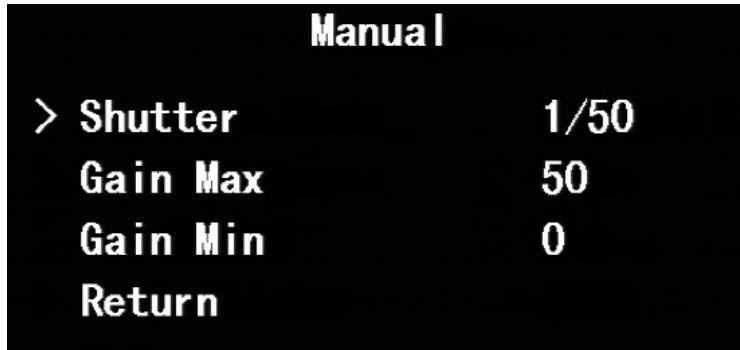 Manual
> Shutter 1/50
Gain Max 50
Gain Min 0
Return